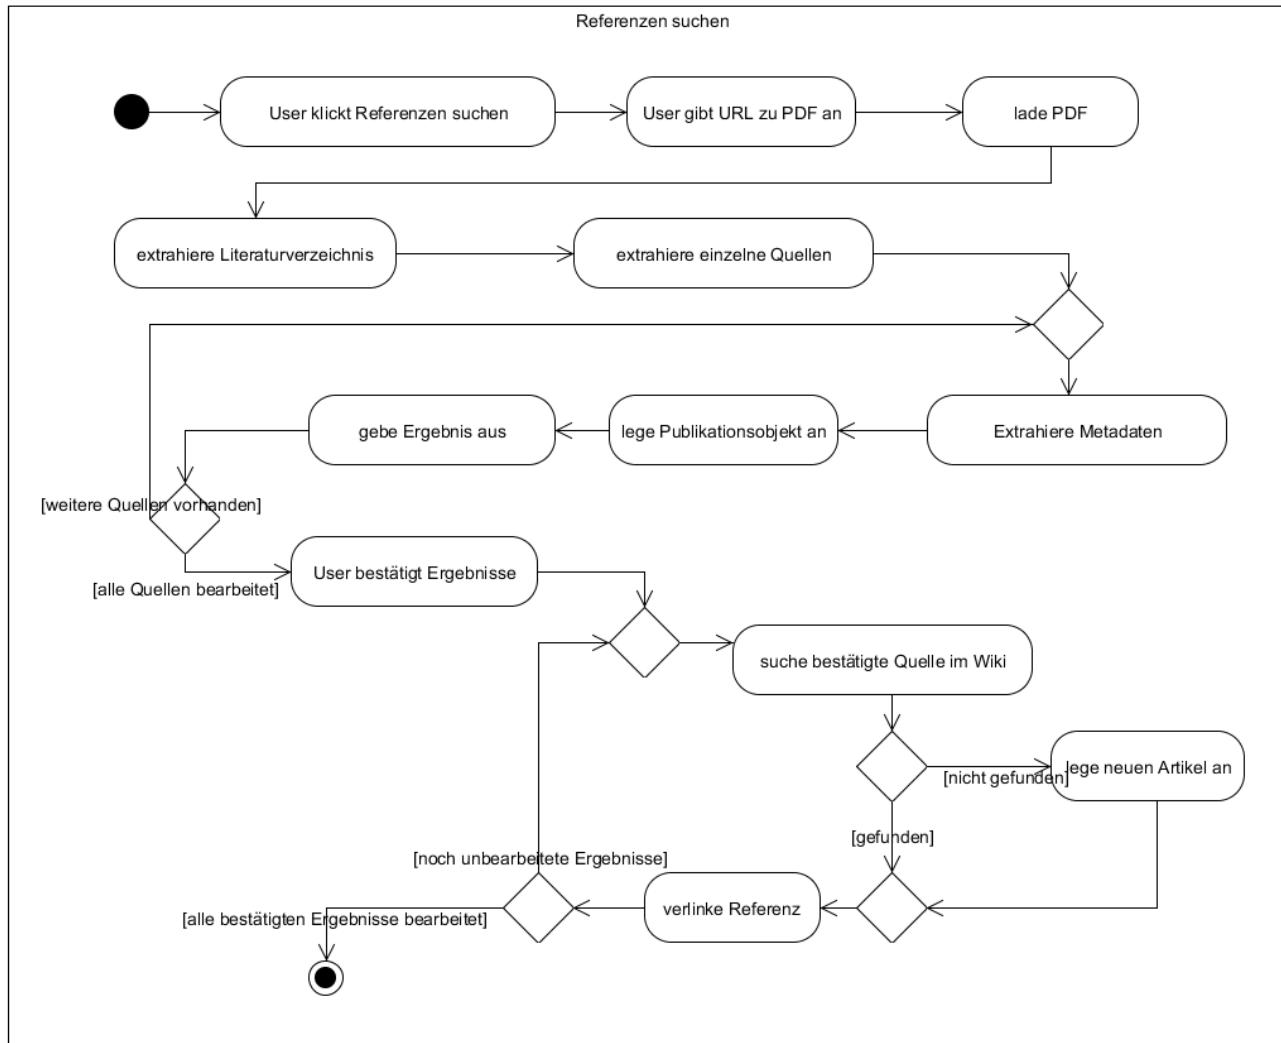 Referenzen suchen
User klickt Referenzen suchen
User gibt URL zu PDF an
lade PDF
extrahiere Literaturverzeichnis
extrahiere einzelne Quellen
gebe Ergebnis aus
lege Publikationsobjekt an
Extrahiere Metadaten
[weitere Quellen vorhanden]
[alle Quellen bearbeitet]
User bestätigt Ergebnisse
suche bestätigte Quelle im Wiki
[nicht gefunden]
lege neuen Artikel an
[gefunden]
[noch unbearbeitete Ergebnisse]
verlinke Referenz
[alle bestätigten Ergebnisse bearbeitet]